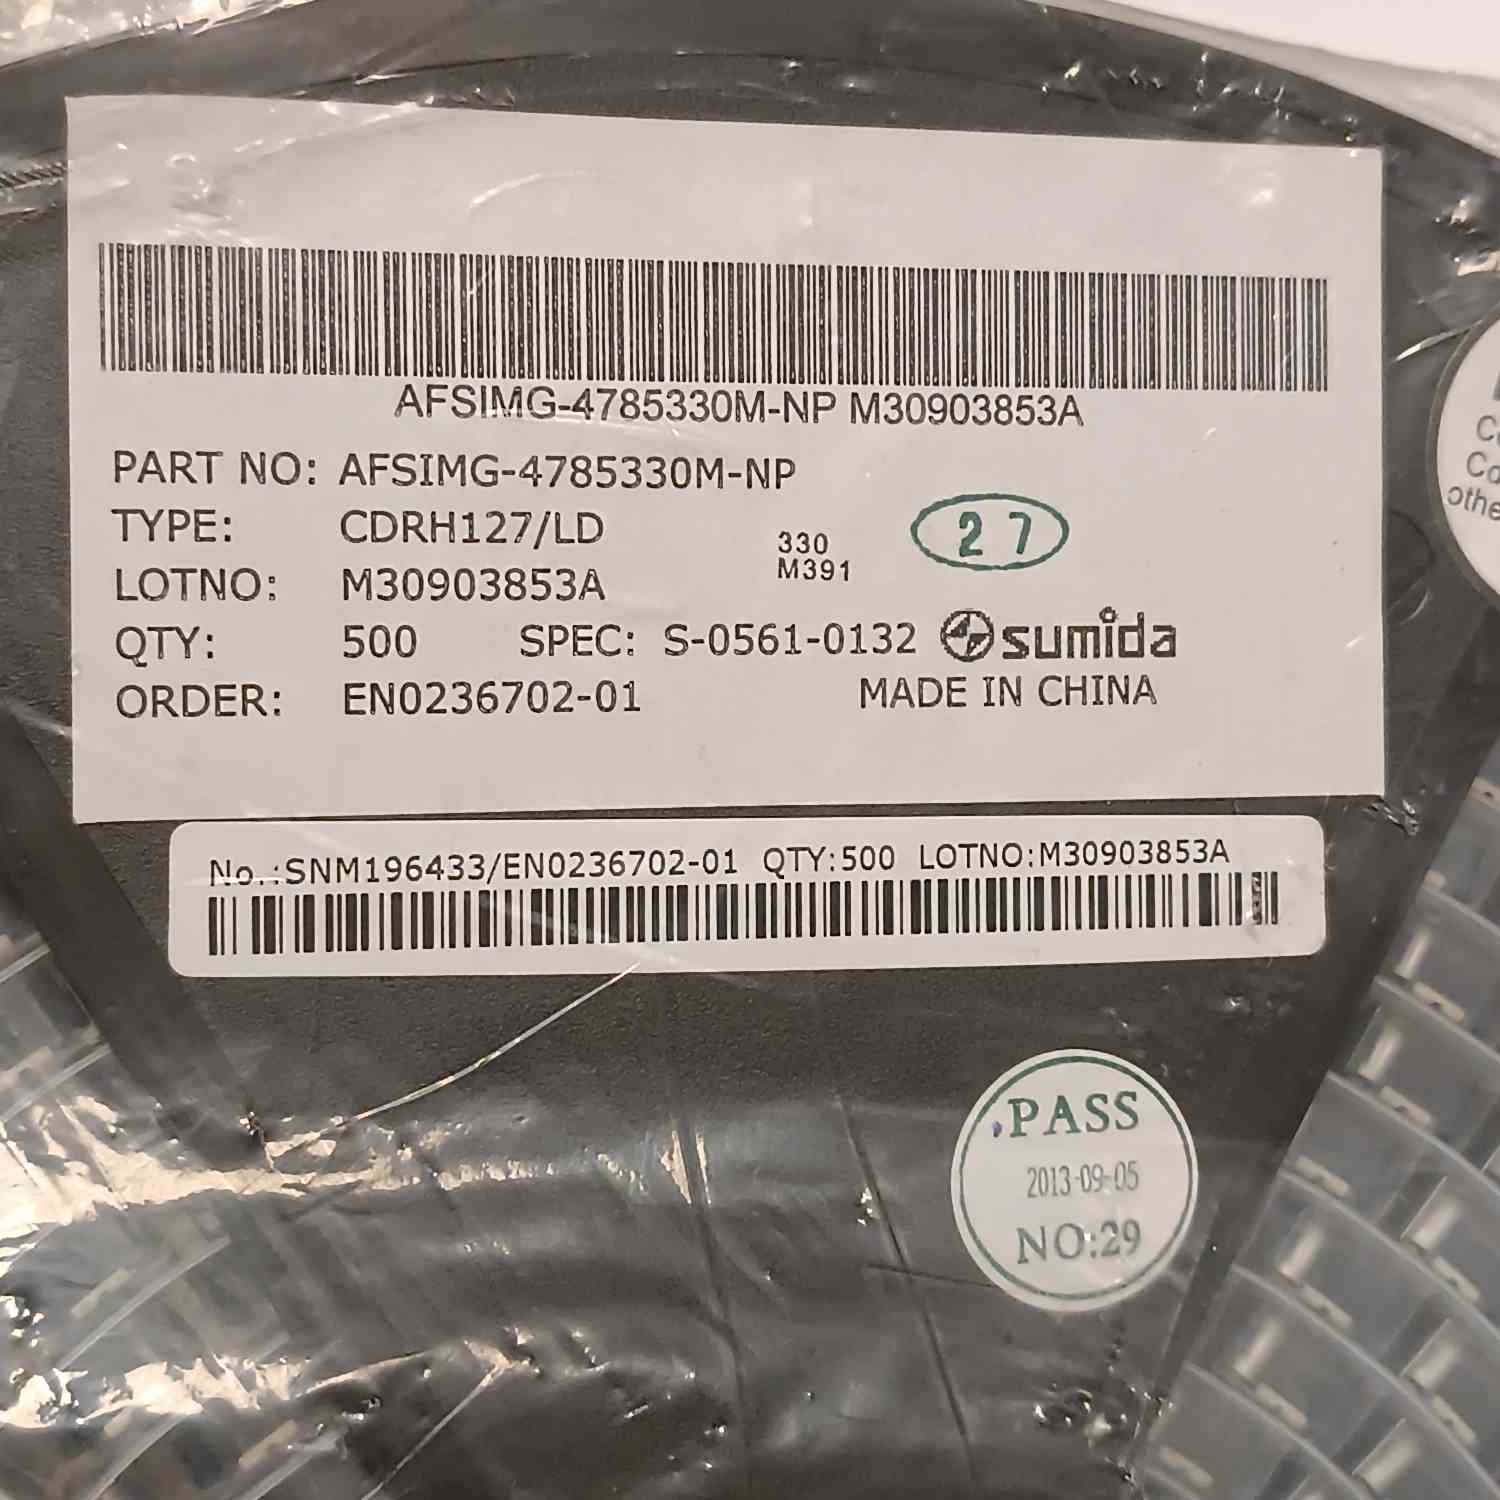 AFSIMG-4785330M-NP M30903853A
PART NO: AFSIMG-4785330M-NP
TYPE: CDRH127/LD
330
M391
27
LOTNO: M30903853A
QTY: 500 SPEC: S-0561-0132 sumida
ORDER: EN0236702-01 MADE IN CHINA
No.:SNM196433/EN0236702-01 QTY:500 LOTNO:M30903853A
PASS
2013-09-05
NO:29